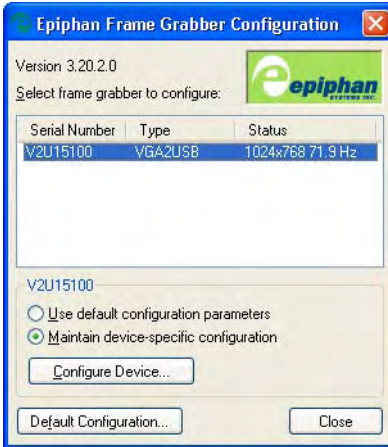 Epiphan Frame Grabber Configuration
Version 3.20.2.0
Select frame grabber to configure:
epiphan
SYSTEMS INC.
Serial Number Type Status
V2U15100 VGA2USB 1024x768 71.9 Hz
V2U15100
Use default configuration parameters
Maintain device-specific configuration
Configure Device...
Default Configuration... Close